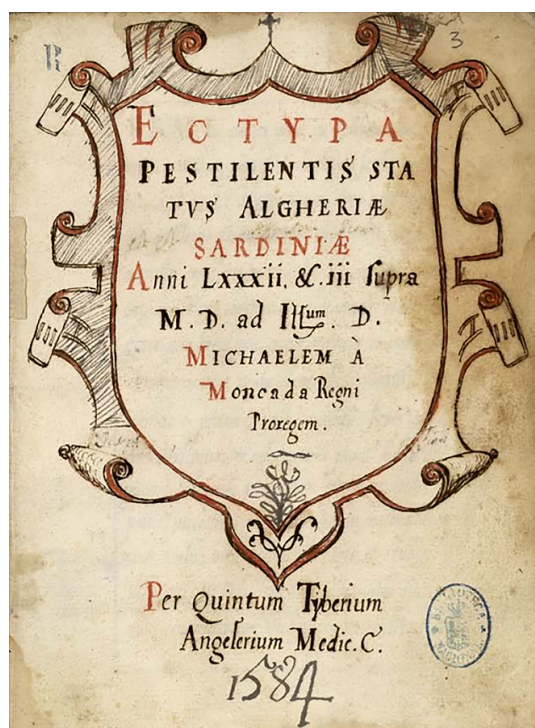 3
ECTYPA
PESTILENTIS STA
TVS ALGHERIÆ
SARDINIÆ
Anni Lxxxii. &. iii supra
M. D. ad Illum. D.
MICHAELEM À
Moncada Regni
Proregem.
Per Quintum Tyberium
Angelerium Medic. C.
1584